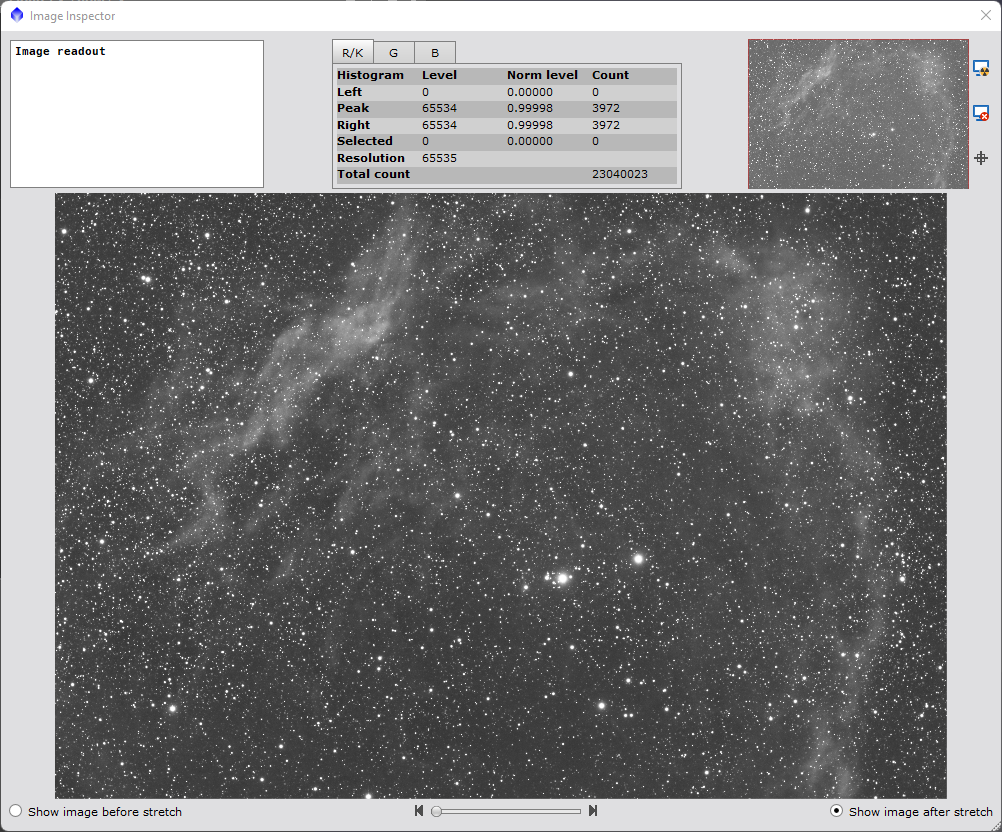 Image Inspector
Image readout
R/K G B
Histogram Level Norm level Count
Left 0 0.00000 0
Peak 65534 0.99998 3972
Right 65534 0.99998 3972
Selected 0 0.00000 0
Resolution 65535
Total count 23040023
Show image before stretch
Show image after stretch